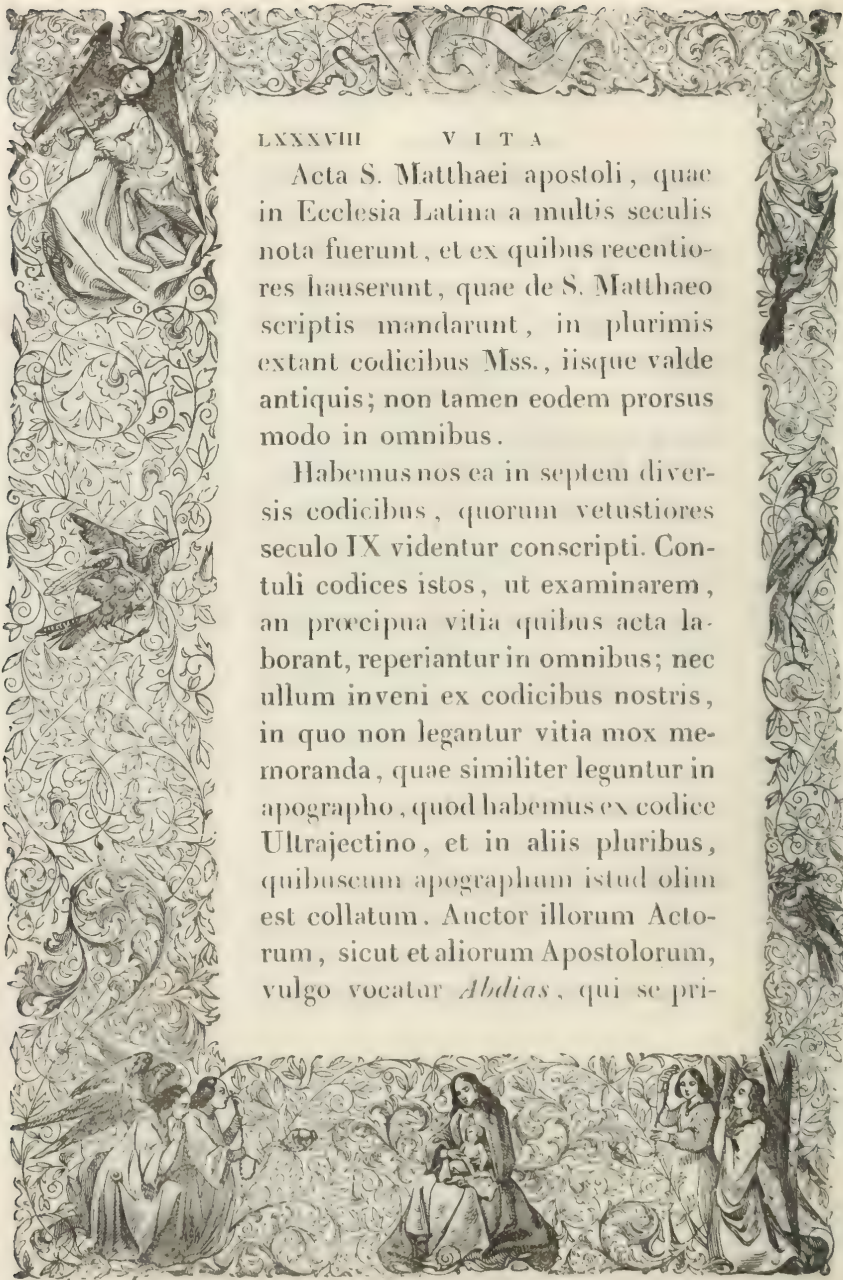 LXXXVIII VITA
Acta S. Matthaei apostoli, quae
in Ecclesia Latina a multis seculis
nota fuerunt, et ex quibus recentio-
res hauserunt, quae de S. Matthaeo
scriptis mandarunt, in plurimis
extant codicibus Mss., iisque valde
antiquis; non tamen eodem prorsus
modo in omnibus.
Habemus nos ea in septem diver-
sis codicibus, quorum vetustiores
seculo IX videntur conscripti. Con-
tuli codices istos, ut examinarem,
an prœcipua vitia quibus acta la-
borant, reperiantur in omnibus; nec
ullum inveni ex codicibus nostris,
in quo non legantur vitia mox me-
moranda, quae similiter leguntur in
apographo, quod habemus ex codice
Ultrajectino, et in aliis pluribus,
quibuscum apographum istud olim
est collatum. Auctor illorum Acto-
rum, sicut et aliorum Apostolorum,
vulgo vocatur Abdias, qui se pri-